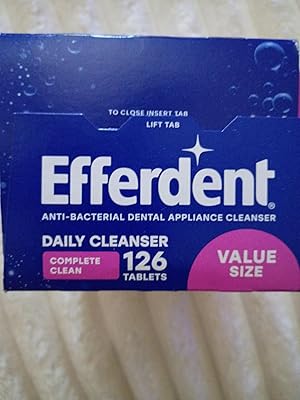 TO CLOSE INSERT TAB
LIFT TAB
Efferdent®
ANTI-BACTERIAL DENTAL APPLIANCE CLEANSER
DAILY CLEANSER
COMPLETE
CLEAN
126
TABLETS
VALUE
SIZE